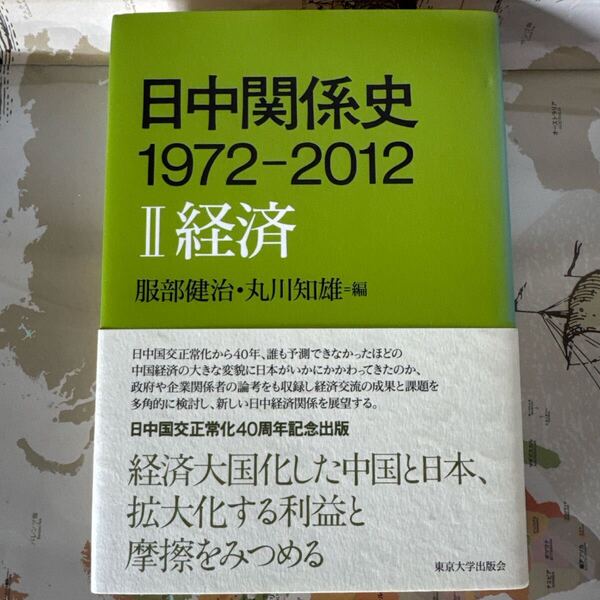 日中関係史
1972-2012
Ⅱ経済
服部健治・丸川知雄=編
日中国交正常化から40年、誰も予測できなかったほどの
中国経済の大きな変貌に日本がいかにかかわってきたのか、
政府や企業関係者の論考をも収録し経済交流の成果と課題を
多角的に検討し、新しい日中経済関係を展望する。
日中国交正常化40周年記念出版
経済大国化した中国と日本、
拡大化する利益と
摩擦をみつめる
東京大学出版会